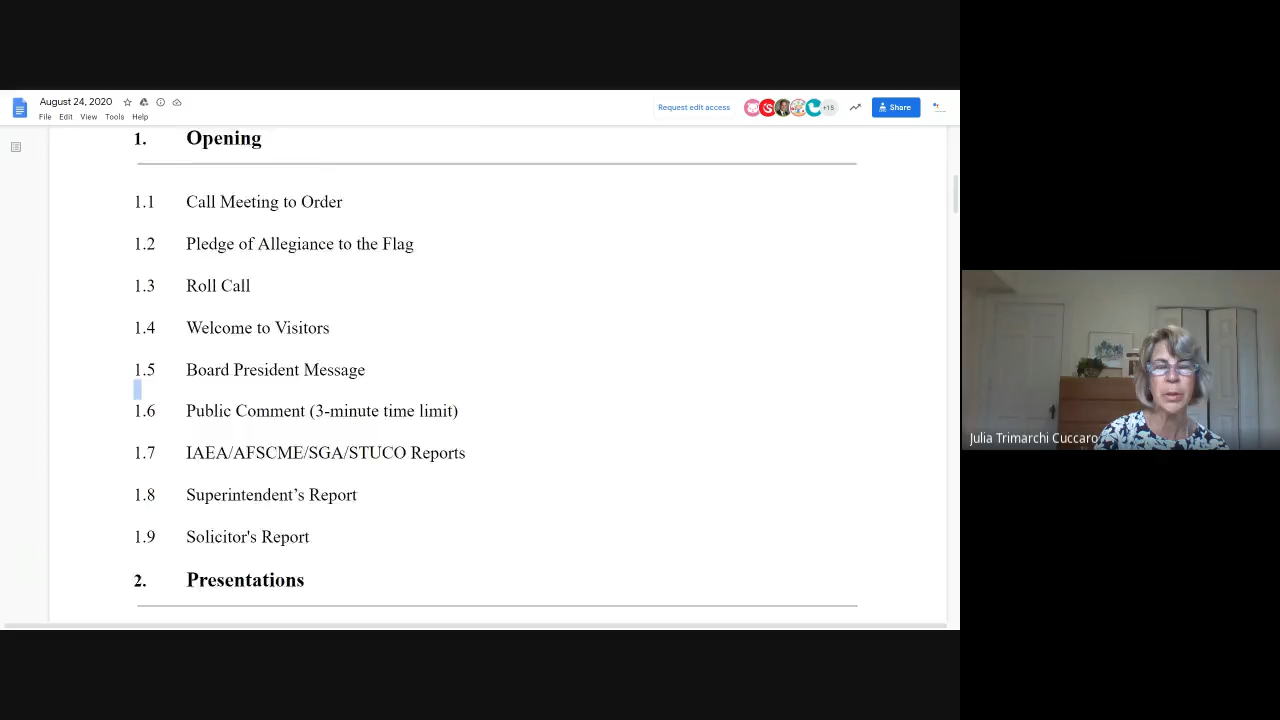 August 24, 2020
File Edit View Tools Help
Request edit access
+15
Share
1. Opening
1.1 Call Meeting to Order
1.2 Pledge of Allegiance to the Flag
1.3 Roll Call
1.4 Welcome to Visitors
1.5 Board President Message
1.6 Public Comment (3-minute time limit)
1.7 IAEA/AFSCME/SGA/STUCO Reports
1.8 Superintendent’s Report
1.9 Solicitor's Report
2. Presentations
Julia Trimarchi Cuccaro